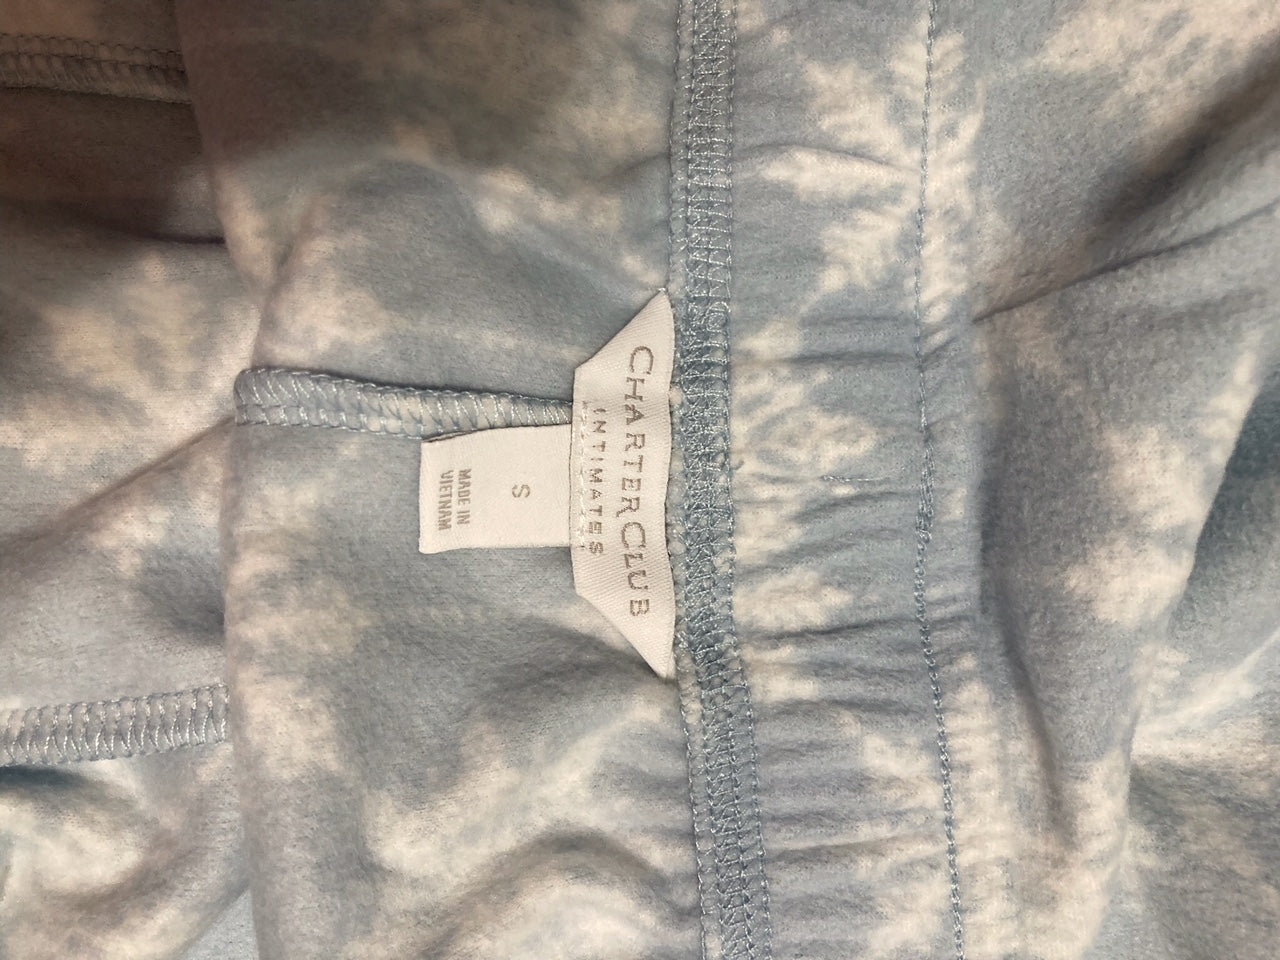 CHARTER CLUB
INTIMATES
S
MADE IN
VIETNAM